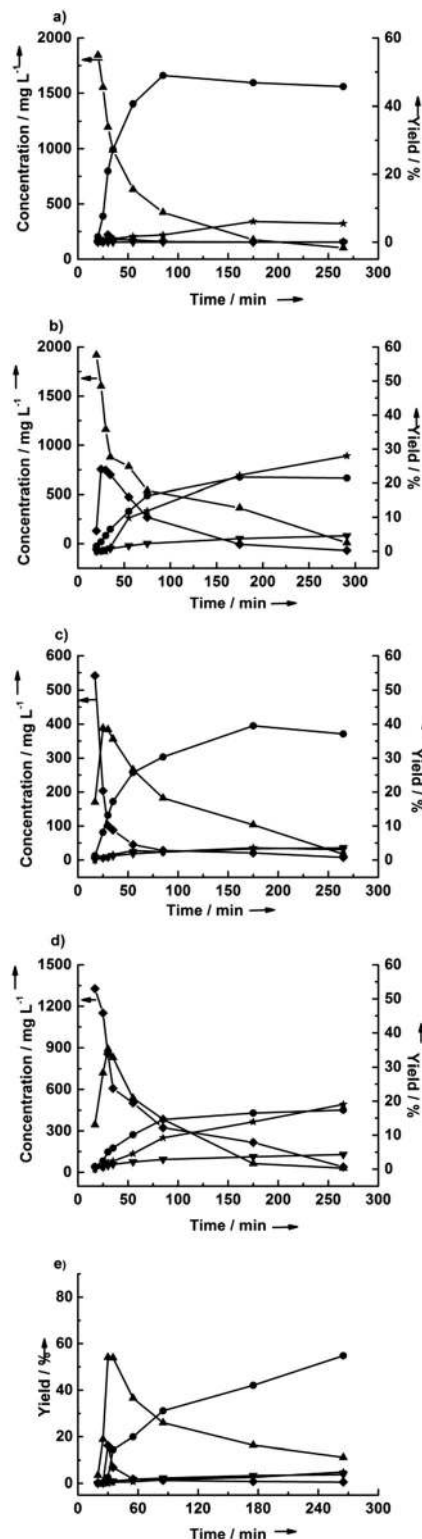 a)
Concentration / mg L⁻¹ →
2000
1500
1000
500
0
60
40
20
0
Yield / % →
0 50 100 150 200 250 300
Time / min →
b)
Concentration / mg L⁻¹ →
2000
1500
1000
500
0
60
50
40
30
20
10
0
Yield / % →
0 50 100 150 200 250 300
Time / min →
c)
Concentration / mg L⁻¹ →
600
500
400
300
200
100
0
60
50
40
30
20
10
0
Yield / %
0 50 100 150 200 250 300
Time / min →
d)
Concentration / mg L⁻¹ →
1500
1200
900
600
300
0
60
50
40
30
20
10
0
Yield / % →
0 50 100 150 200 250 300
Time / min →
e)
Yield / % →
80
60
40
20
0
0 60 120 180 240 300
Time / min →